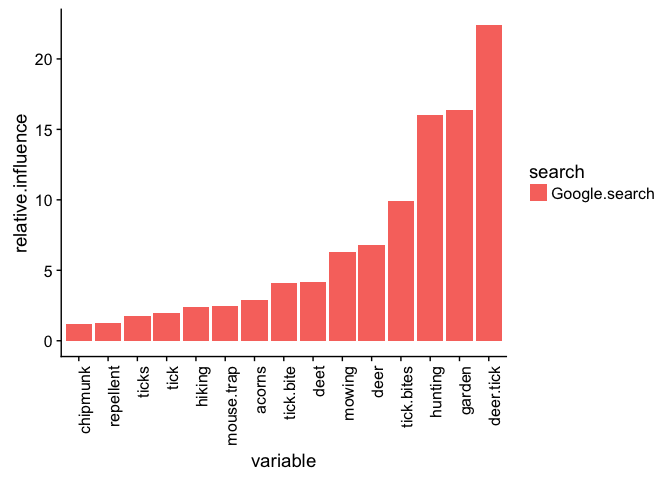 relative.influence
20
15
10
5
0
chipmunk
repellent
ticks
tick
hiking
mouse.trap
acorns
tick.bite
deet
mowing
deer
tick.bites
hunting
garden
deer.tick
variable
search
Google.search